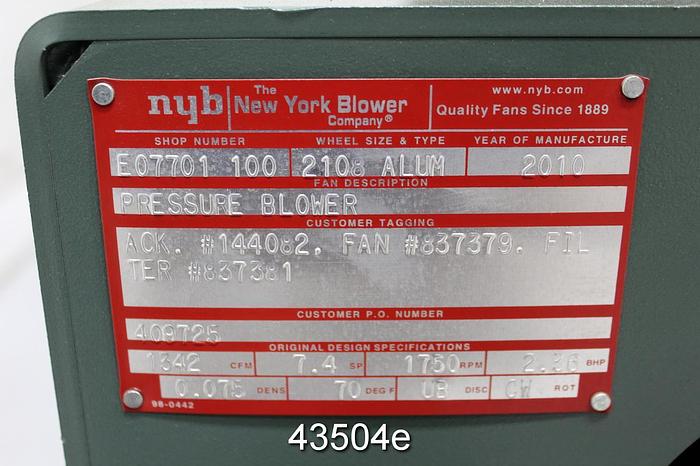 nyb The New York Blower Company®
www.nyb.com
Quality Fans Since 1889
SHOP NUMBER WHEEL SIZE & TYPE YEAR OF MANUFACTURE
E07701 100 2108 ALUM 2010
FAN DESCRIPTION
PRESSURE BLOWER
CUSTOMER TAGGING
ACK. #144082, FAN #837379, FIL
TER #837381
CUSTOMER P.O. NUMBER
409725
ORIGINAL DESIGN SPECIFICATIONS
1342 CFM 7.4 SP 1750 RPM 2.36 BHP
0.075 DENS 70 DEG F UB DISC CW ROT
98-0442
43504e